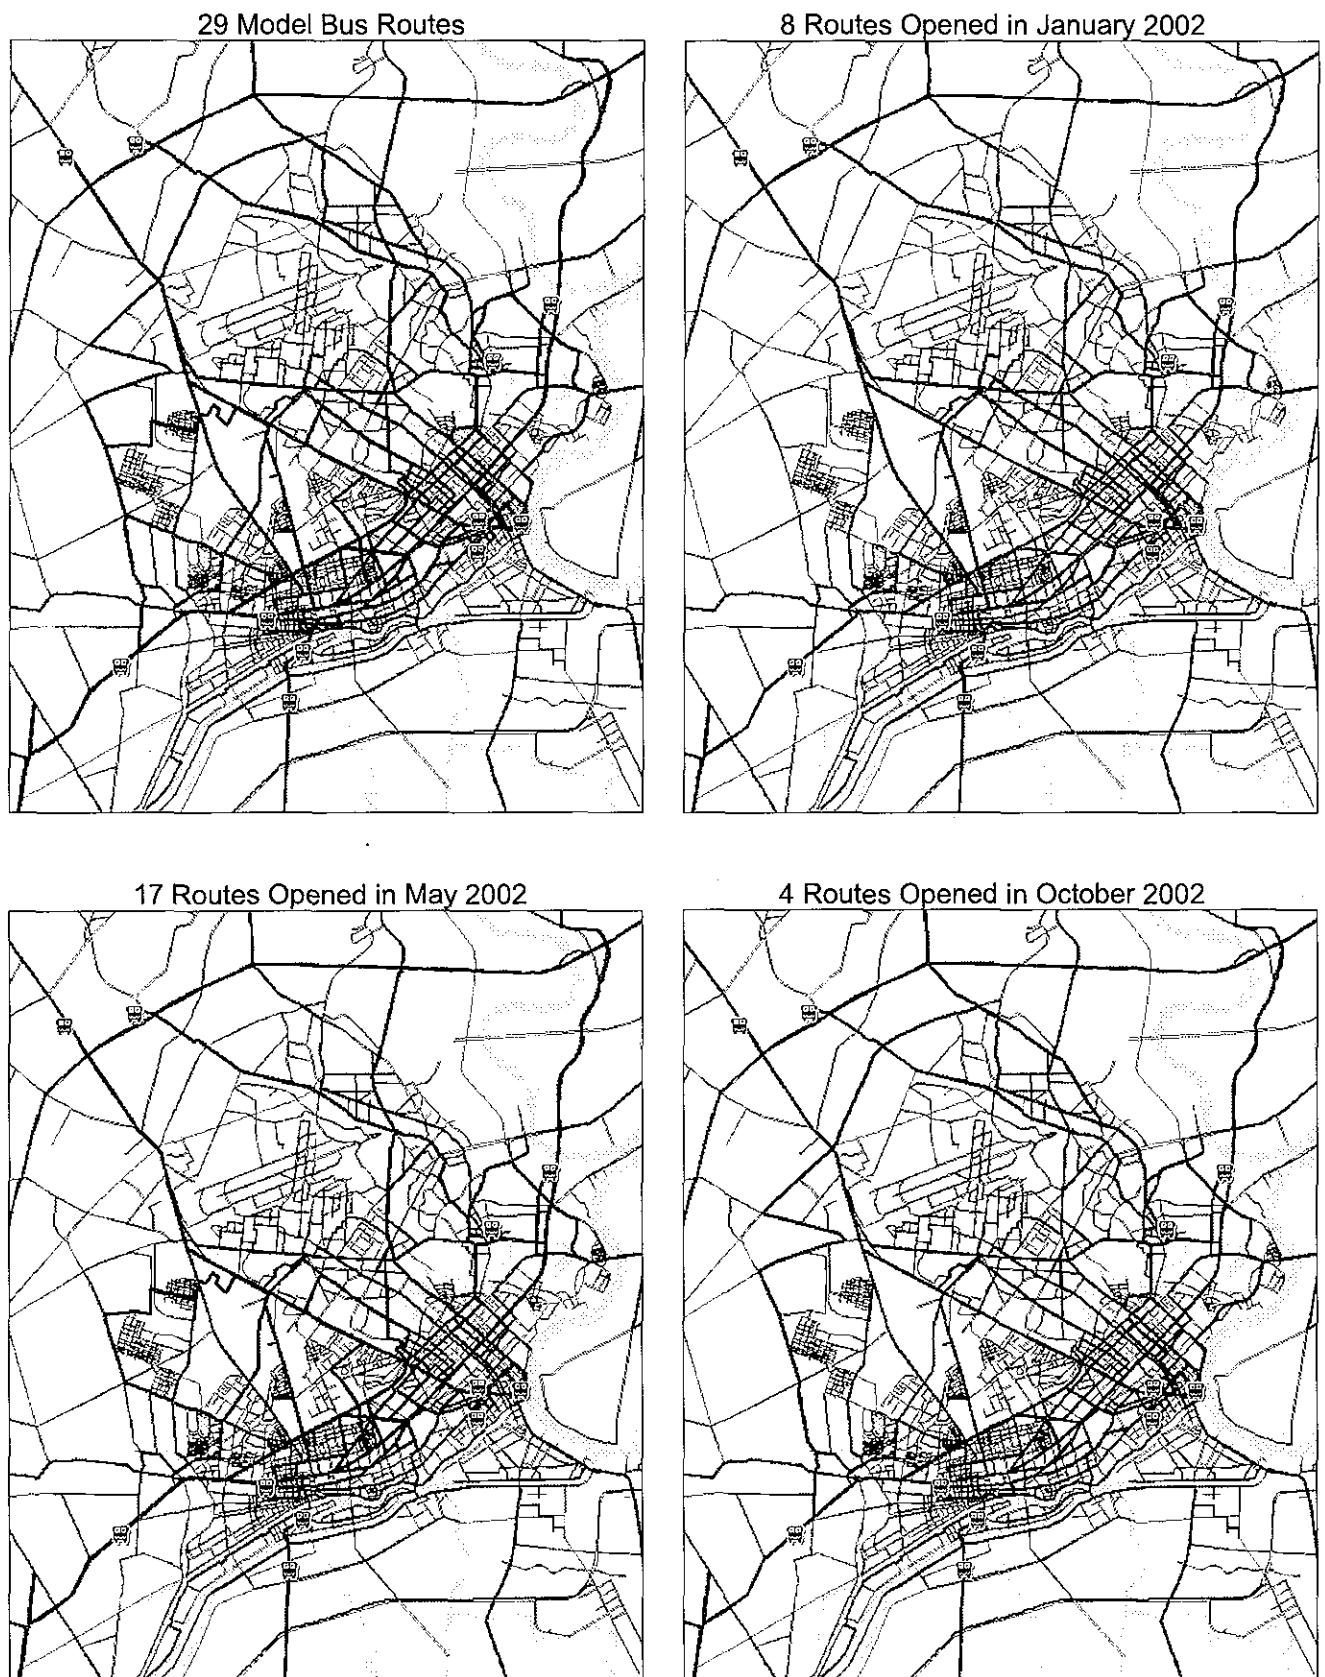 29 Model Bus Routes
8 Routes Opened in January 2002
17 Routes Opened in May 2002
4 Routes Opened in October 2002